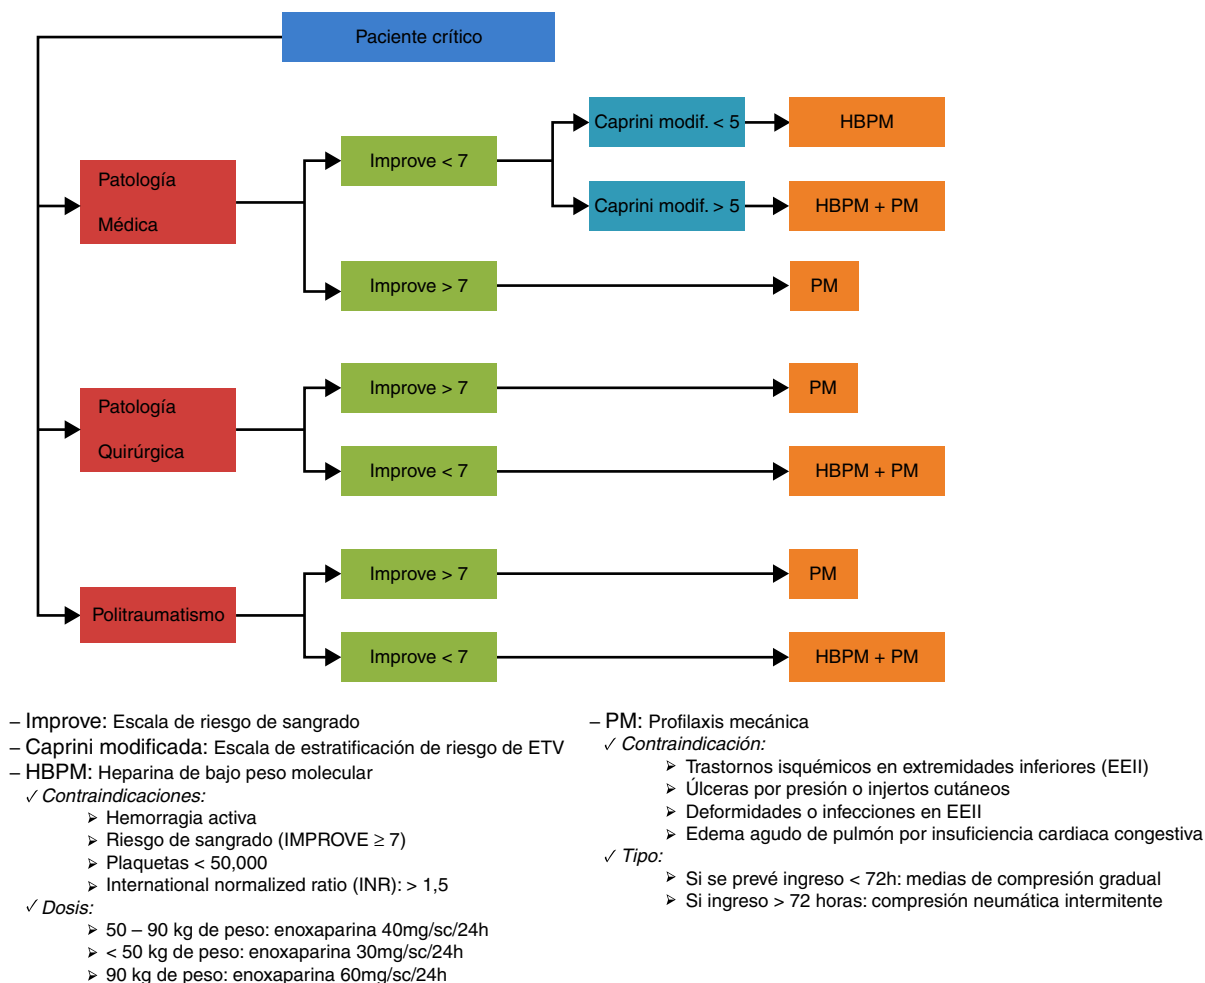 Paciente crítico
Patología
Médica
Improve < 7
Caprini modif. < 5
HBPM
Caprini modif. > 5
HBPM + PM
Improve > 7
PM
Patología
Quirúrgica
Improve > 7
PM
Improve < 7
HBPM + PM
Politraumatismo
Improve > 7
PM
Improve < 7
HBPM + PM
– Improve: Escala de riesgo de sangrado
– Caprini modificada: Escala de estratificación de riesgo de ETV
– HBPM: Heparina de bajo peso molecular
✓ Contraindicaciones:
➢ Hemorragia activa
➢ Riesgo de sangrado (IMPROVE ≥ 7)
➢ Plaquetas < 50,000
➢ International normalized ratio (INR): > 1,5
✓ Dosis:
➢ 50 – 90 kg de peso: enoxaparina 40mg/sc/24h
➢ < 50 kg de peso: enoxaparina 30mg/sc/24h
➢ 90 kg de peso: enoxaparina 60mg/sc/24h
– PM: Profilaxis mecánica
✓ Contraindicación:
➢ Trastornos isquémicos en extremidades inferiores (EEII)
➢ Úlceras por presión o injertos cutáneos
➢ Deformidades o infecciones en EEII
➢ Edema agudo de pulmón por insuficiencia cardiaca congestiva
✓ Tipo:
➢ Si se prevé ingreso < 72h: medias de compresión gradual
➢ Si ingreso > 72 horas: compresión neumática intermitente